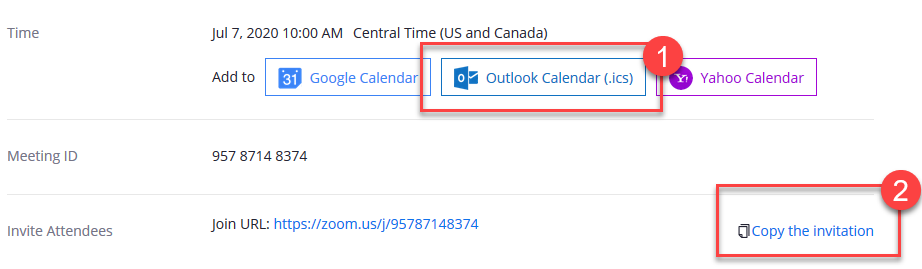 Time Jul 7, 2020 10:00 AM Central Time (US and Canada)
1
Add to 31 Google Calendar Outlook Calendar (.ics) Y! Yahoo Calendar
Meeting ID 957 8714 8374
2
Invite Attendees Join URL: https://zoom.us/j/95787148374 Copy the invitation